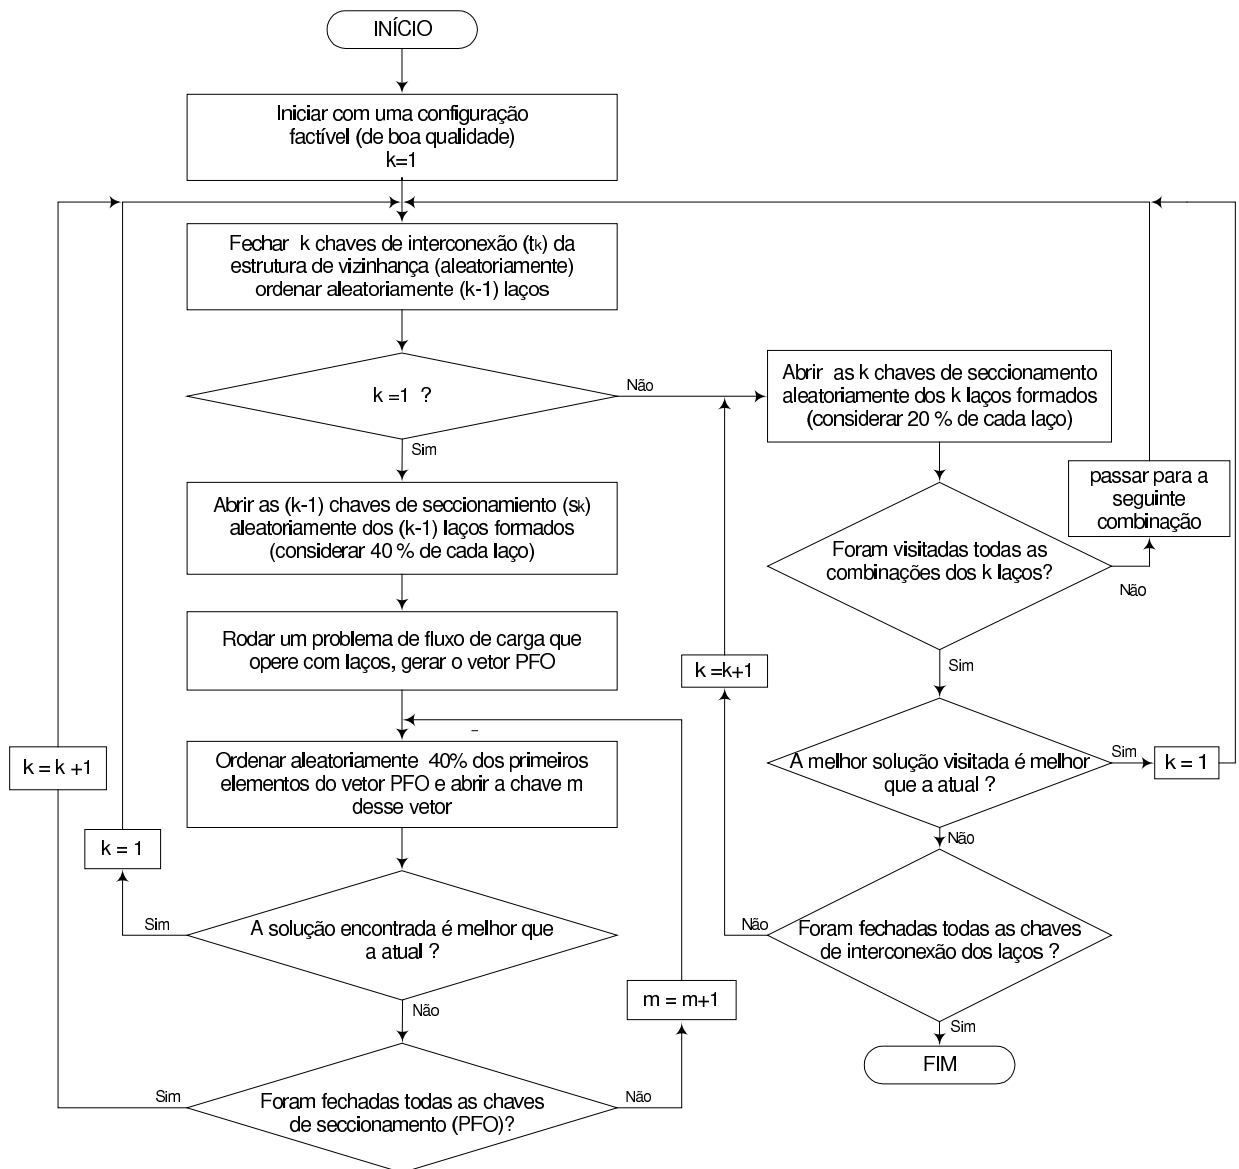 INÍCIO
Iniciar com uma configuração
factível (de boa qualidade)
k=1
Fechar k chaves de interconexão (tk) da
estrutura de vizinhança (aleatoriamente)
ordenar aleatoriamente (k-1) laços
k =1 ?
Não
Sim
Abrir as (k-1) chaves de seccionamiento (sk)
aleatoriamente dos (k-1) laços formados
(considerar 40 % de cada laço)
Rodar um problema de fluxo de carga que
opere com laços, gerar o vetor PFO
Ordenar aleatoriamente 40% dos primeiros
elementos do vetor PFO e abrir a chave m
desse vetor
k = k +1
k = 1
Sim
A solução encontrada é melhor que
a atual ?
Não
m = m+1
Sim
Foram fechadas todas as chaves
de seccionamento (PFO)?
Não
Abrir as k chaves de seccionamento
aleatoriamente dos k laços formados
(considerar 20 % de cada laço)
passar para a
seguinte
combinação
Foram visitadas todas as
combinações dos k laços?
Não
Sim
k =k+1
A melhor solução visitada é melhor
que a atual ?
Sim
k = 1
Não
Não
Foram fechadas todas as chaves
de interconexão dos laços ?
Sim
FIM